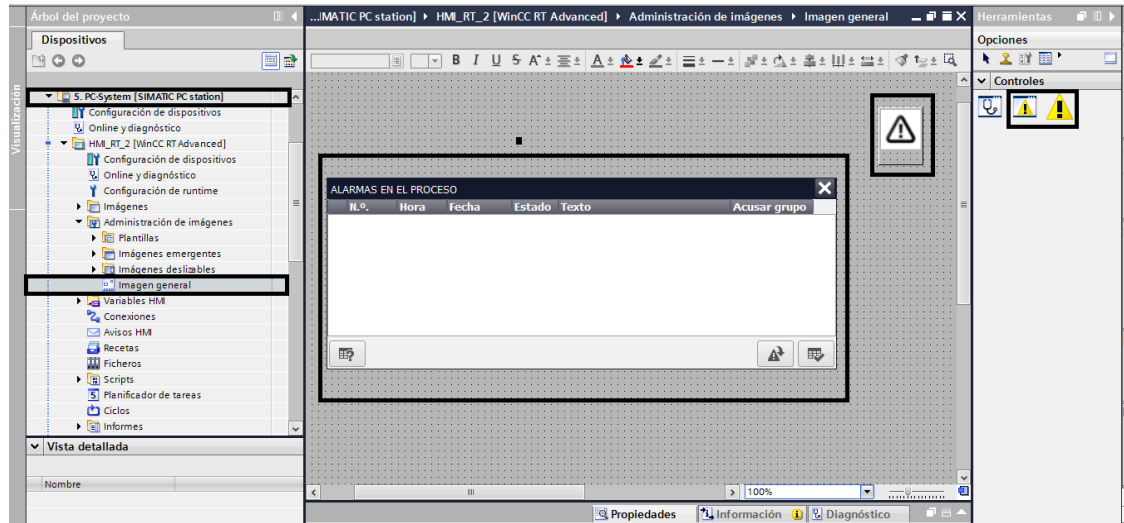 Árbol del proyecto
...IMATIC PC station] ▸ HMI_RT_2 [WinCC RT Advanced] ▸ Administración de imágenes ▸ Imagen general
Herramientas
Dispositivos
Opciones
B I U S A
Controles
Visualización
5. PC-System [SIMATIC PC station]
Configuración de dispositivos
Online y diagnóstico
HMI_RT_2 [WinCC RT Advanced]
Configuración de dispositivos
Online y diagnóstico
Configuración de runtime
Imágenes
Administración de imágenes
Plantillas
Imágenes emergentes
Imágenes deslizables
Imagen general
Variables HMI
Conexiones
Avisos HMI
Recetas
Ficheros
Scripts
Planificador de tareas
Ciclos
Informes
ALARMAS EN EL PROCESO
N.º. Hora Fecha Estado Texto Acusar grupo
Vista detallada
Nombre
100%
Propiedades Información Diagnóstico